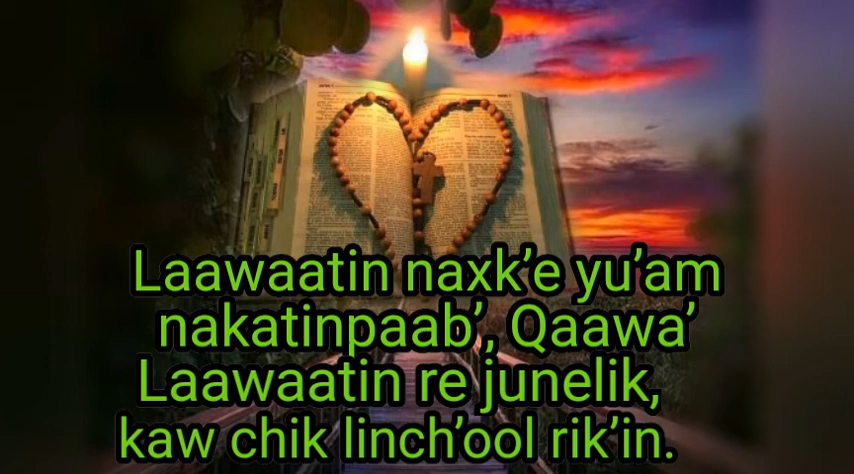 Laawaatin naxk’e yu’am
nakatinpaab’, Qaawa’
Laawaatin re junelik,
kaw chik linch’ool rik’in.